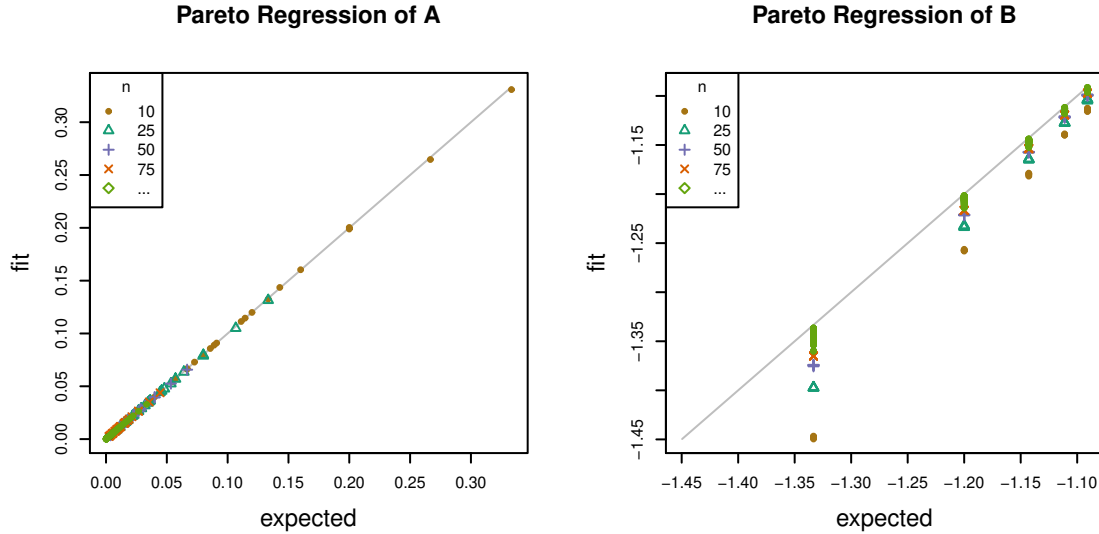 Pareto Regression of A
n
10
25
50
75
...
fit
0.00 0.05 0.10 0.15 0.20 0.25 0.30
0.00 0.05 0.10 0.15 0.20 0.25 0.30
expected
Pareto Regression of B
n
10
25
50
75
...
fit
−1.45 −1.35 −1.25 −1.15
−1.45 −1.40 −1.35 −1.30 −1.25 −1.20 −1.15 −1.10
expected